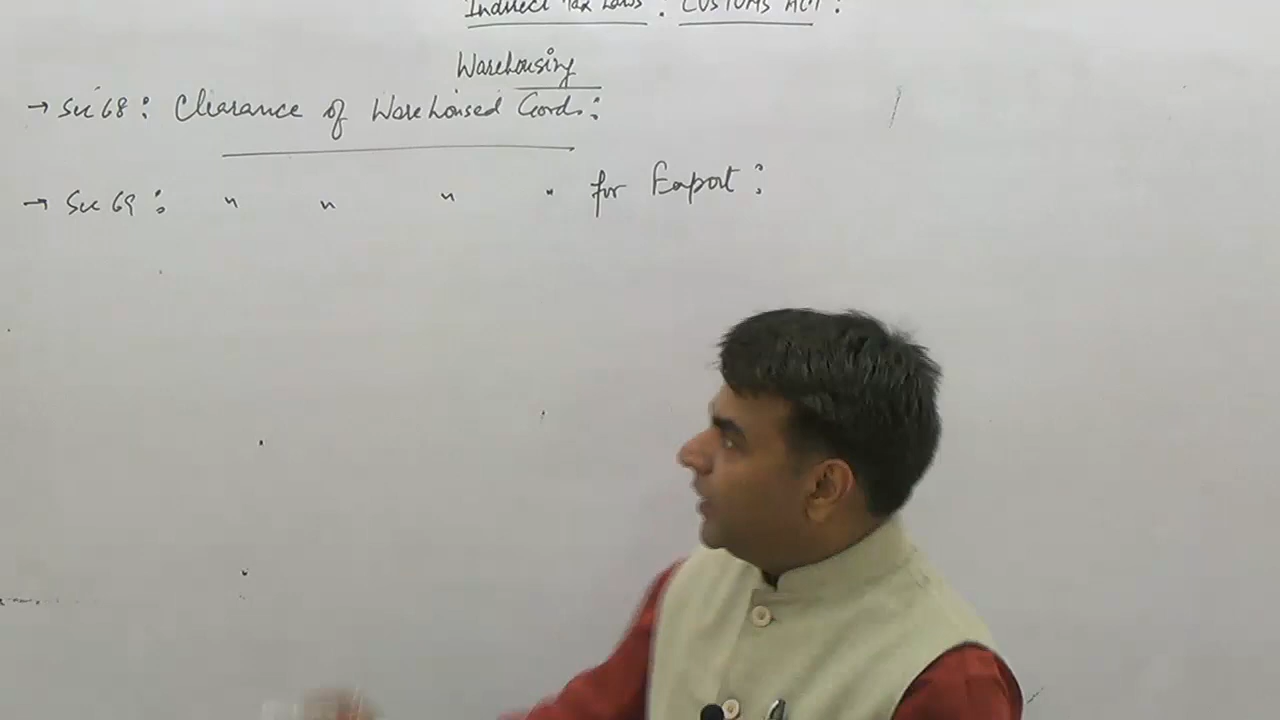 Indirect Tax Laws : CUSTOMS ACT :
Warehousing
→ Sec 68 : Clearance of Warehoused Goods :
→ Sec 69 : " " " " for Export :